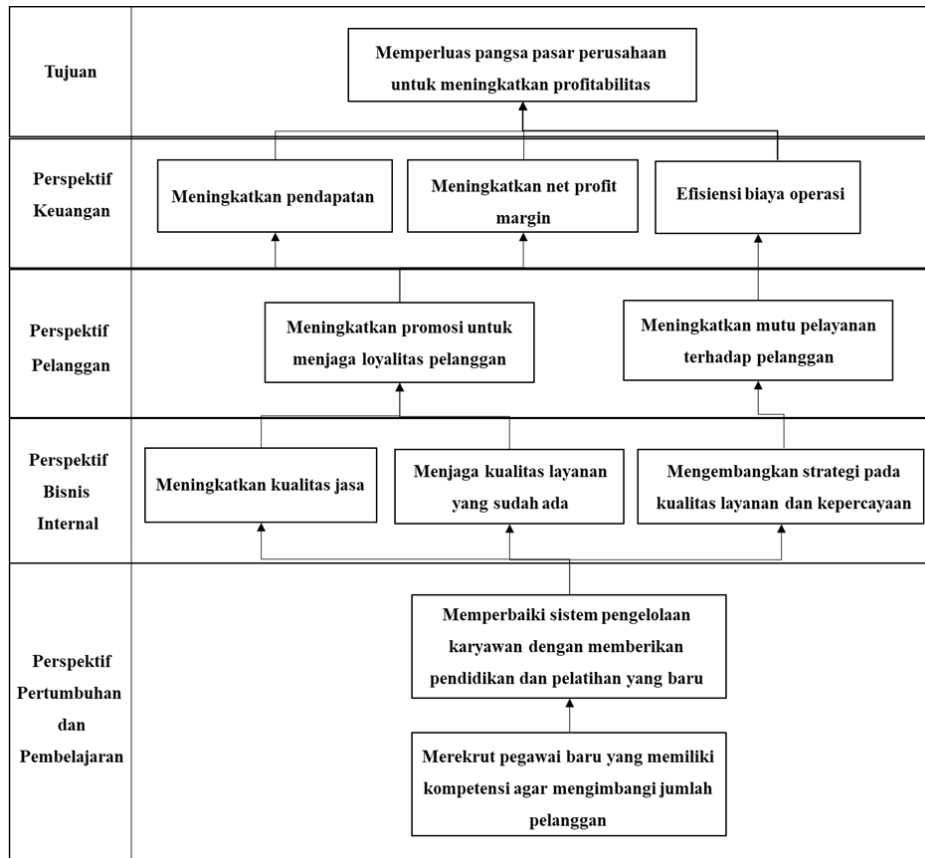 Tujuan
Memperluas pangsa pasar perusahaan
untuk meningkatkan profitabilitas
Perspektif
Keuangan
Meningkatkan pendapatan
Meningkatkan net profit
margin
Efisiensi biaya operasi
Perspektif
Pelanggan
Meningkatkan promosi untuk
menjaga loyalitas pelanggan
Meningkatkan mutu pelayanan
terhadap pelanggan
Perspektif
Bisnis
Internal
Meningkatkan kualitas jasa
Menjaga kualitas layanan
yang sudah ada
Mengembangkan strategi pada
kualitas layanan dan kepercayaan
Perspektif
Pertumbuhan
dan
Pembelajaran
Memperbaiki sistem pengelolaan
karyawan dengan memberikan
pendidikan dan pelatihan yang baru
Merekrut pegawai baru yang memiliki
kompetensi agar mengimbangi jumlah
pelanggan